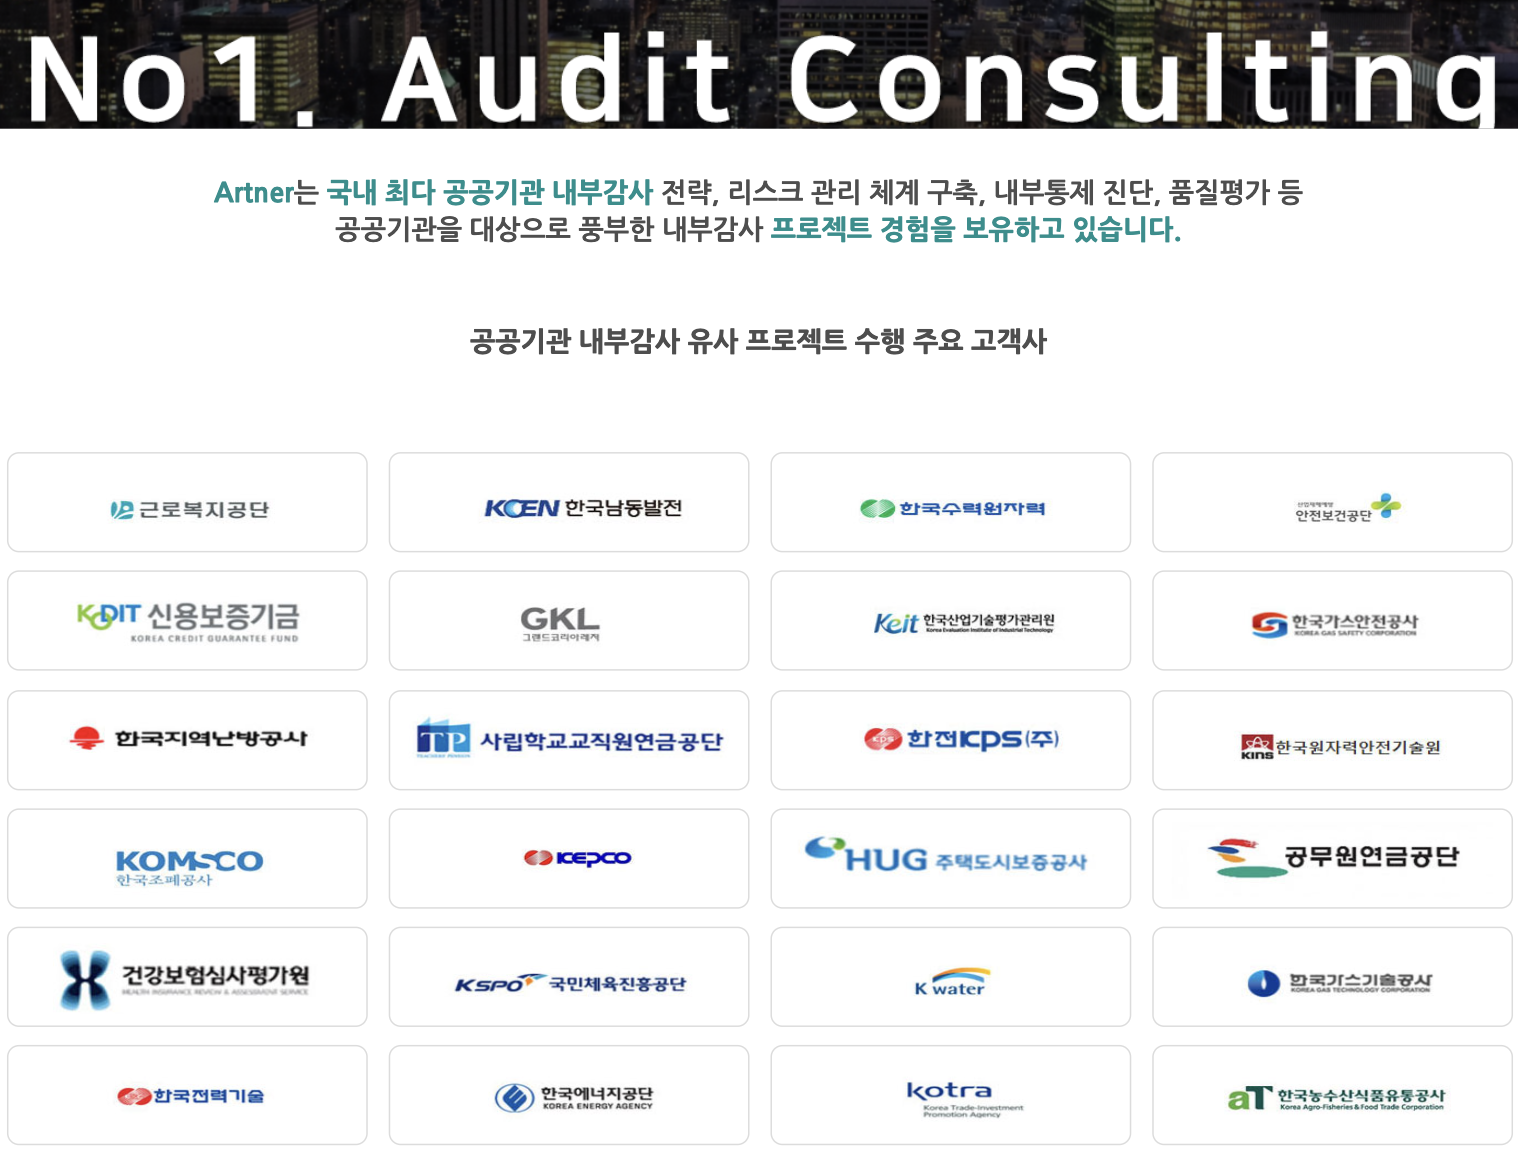 No1. Audit Consulting
Artner는 국내 최다 공공기관 내부감사 전략, 리스크 관리 체계 구축, 내부통제 진단, 품질평가 등
공공기관을 대상으로 풍부한 내부감사 프로젝트 경험을 보유하고 있습니다.
공공기관 내부감사 유사 프로젝트 수행 주요 고객사
근로복지공단
KOEN 한국남동발전
한국수력원자력
산업재해예방
안전보건공단
KODIT 신용보증기금
KOREA CREDIT GUARANTEE FUND
GKL
그랜드코리아레저
Keit 한국산업기술평가관리원
Korea Evaluation Institute of Industrial Technology
한국가스안전공사
KOREA GAS SAFETY CORPORATION
한국지역난방공사
TP 사립학교교직원연금공단
TEACHERS' PENSION
kps 한전KPS(주)
KINS 한국원자력안전기술원
KOMSCO
한국조폐공사
KEPCO
HUG 주택도시보증공사
공무원연금공단
건강보험심사평가원
HEALTH INSURANCE REVIEW & ASSESSMENT SERVICE
KSPO 국민체육진흥공단
K water
한국가스기술공사
KOREA GAS TECHNOLOGY CORPORATION
한국전력기술
한국에너지공단
KOREA ENERGY AGENCY
kotra
Korea Trade-Investment
Promotion Agency
aT 한국농수산식품유통공사
Korea Agro-Fisheries & Food Trade Corporation